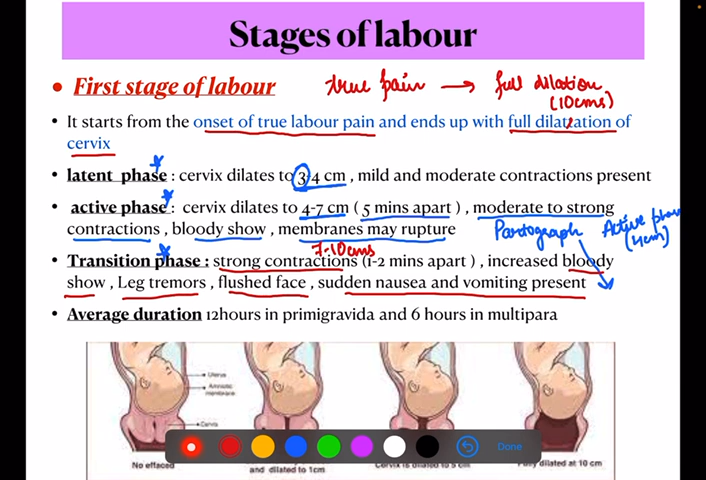 Stages of labour
• First stage of labour true pain → full dilation
(10cms)
• It starts from the onset of true labour pain and ends up with full dilatation of
cervix
• latent phase : cervix dilates to 3-4 cm , mild and moderate contractions present
• active phase : cervix dilates to 4-7 cm ( 5 mins apart ) , moderate to strong
contractions , bloody show , membranes may rupture
Partograph Active phase
(4cm)
7-10cms
• Transition phase : strong contractions (1-2 mins apart ) , increased bloody
show , Leg tremors , flushed face , sudden nausea and vomiting present
• Average duration 12hours in primigravida and 6 hours in multipara
Uterus
Amniotic
membrane
Cervix
Done
No effaced
and dilated to 1cm
Cervix is dilated to 5 cm
Fully dilated at 10 cm